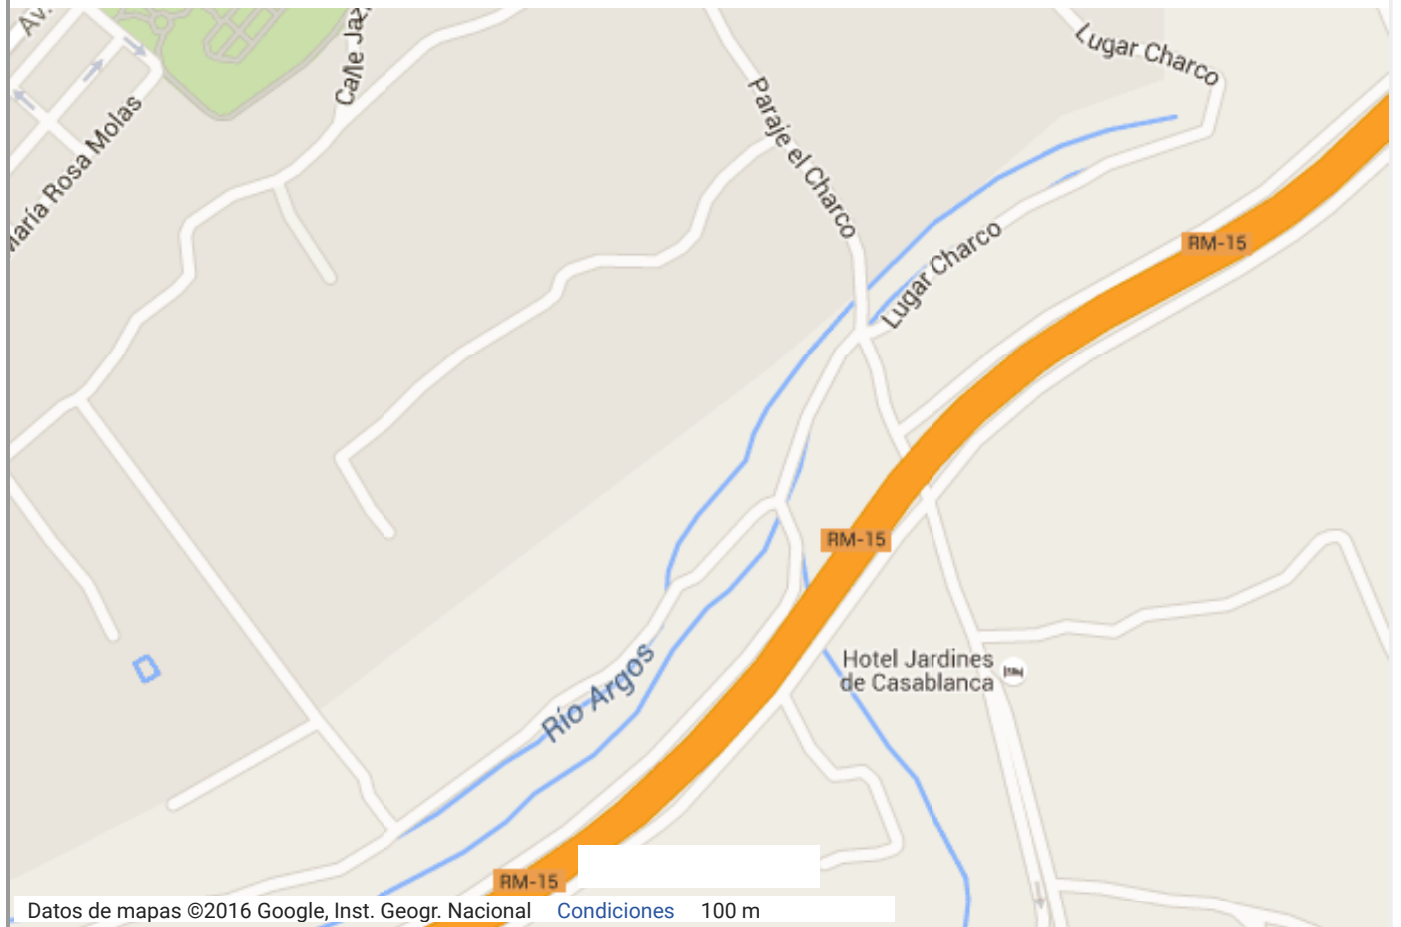 Av.
Calle Jaz
María Rosa Molas
Paraje el Charco
Lugar Charco
Lugar Charco
RM-15
RM-15
Hotel Jardines
de Casablanca
Río Argos
RM-15
Datos de mapas ©2016 Google, Inst. Geogr. Nacional Condiciones 100 m